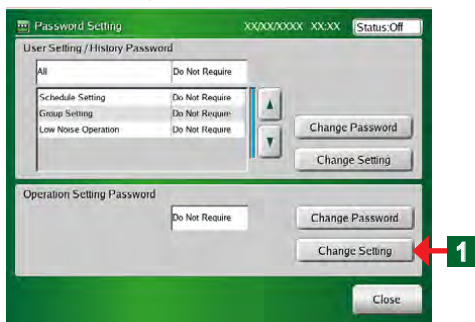 Password Setting XX/XX/XXXX XX:XX Status:Off
User Setting / History Password
All Do Not Require
Schedule Setting Do Not Require
Group Setting Do Not Require
Low Noise Operation Do Not Require
Change Password
Change Setting
Operation Setting Password
Do Not Require Change Password
Change Setting 1
Close